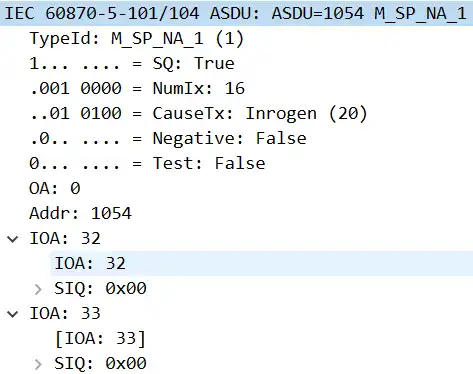 IEC 60870-5-101/104 ASDU: ASDU=1054 M_SP_NA_1
TypeId: M_SP_NA_1 (1)
1... .... = SQ: True
.001 0000 = NumIx: 16
..01 0100 = CauseTx: Inrogen (20)
.0.. .... = Negative: False
0... .... = Test: False
OA: 0
Addr: 1054
IOA: 32
IOA: 32
SIQ: 0x00
IOA: 33
[IOA: 33]
SIQ: 0x00